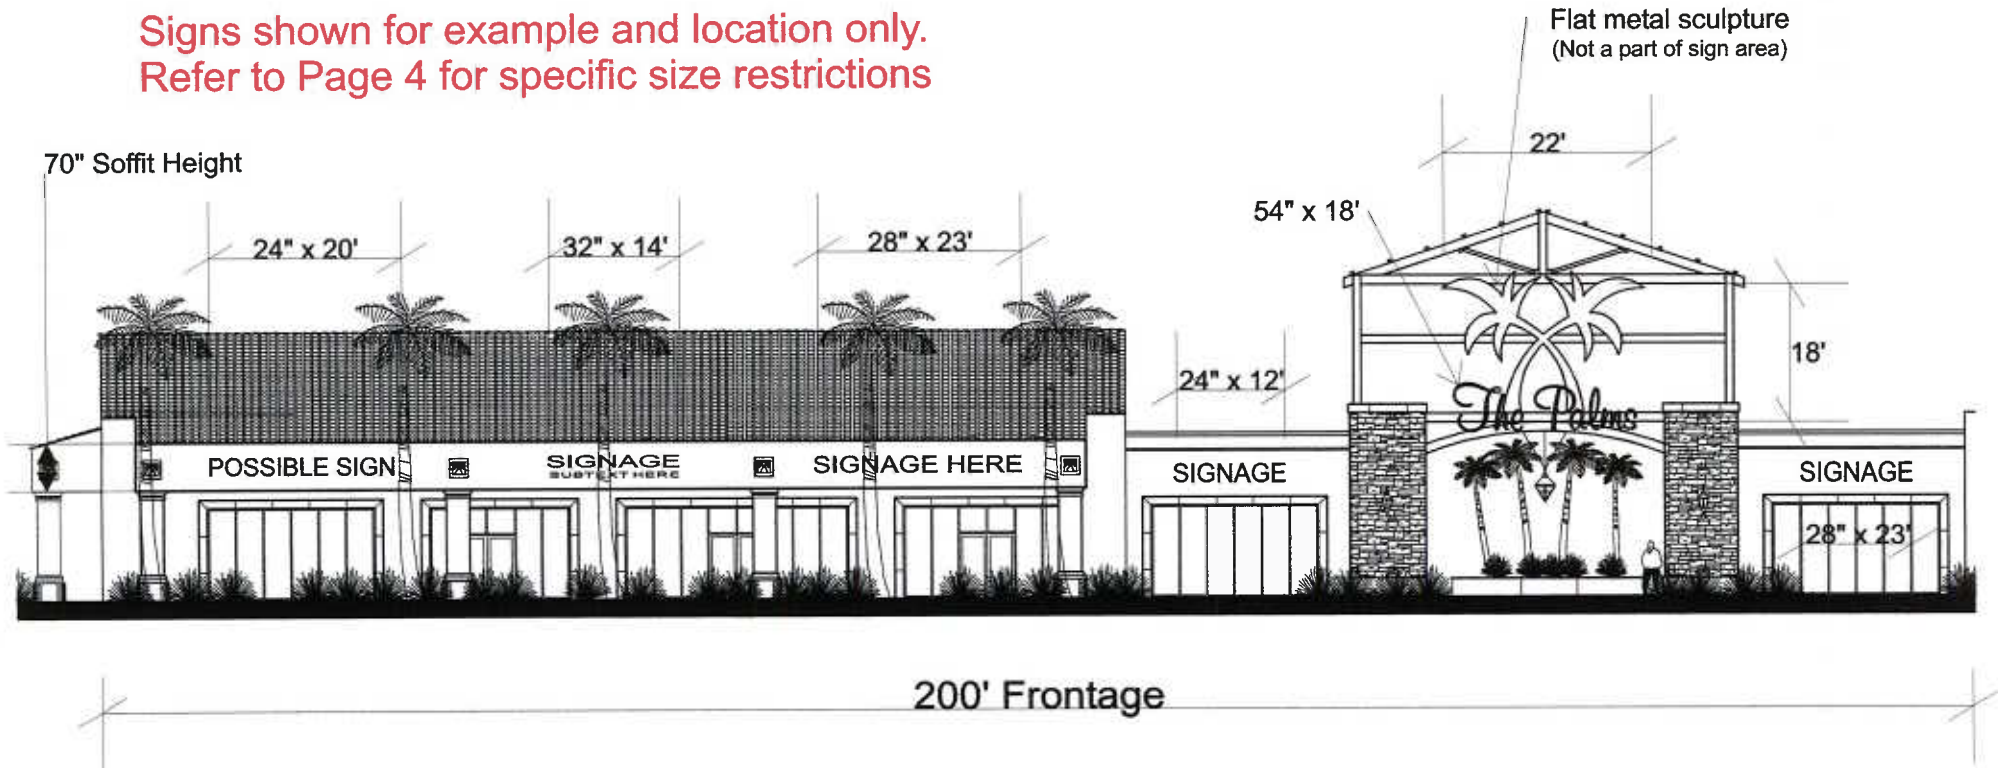 Signs shown for example and location only.
Refer to Page 4 for specific size restrictions
Flat metal sculpture
(Not a part of sign area)
22'
70" Soffit Height
54" x 18'
24" x 20'
32" x 14'
28" x 23'
18'
24" x 12'
The Palms
POSSIBLE SIGN
SIGNAGE
SUBTEXT HERE
SIGNAGE HERE
SIGNAGE
SIGNAGE
28" x 23'
200' Frontage